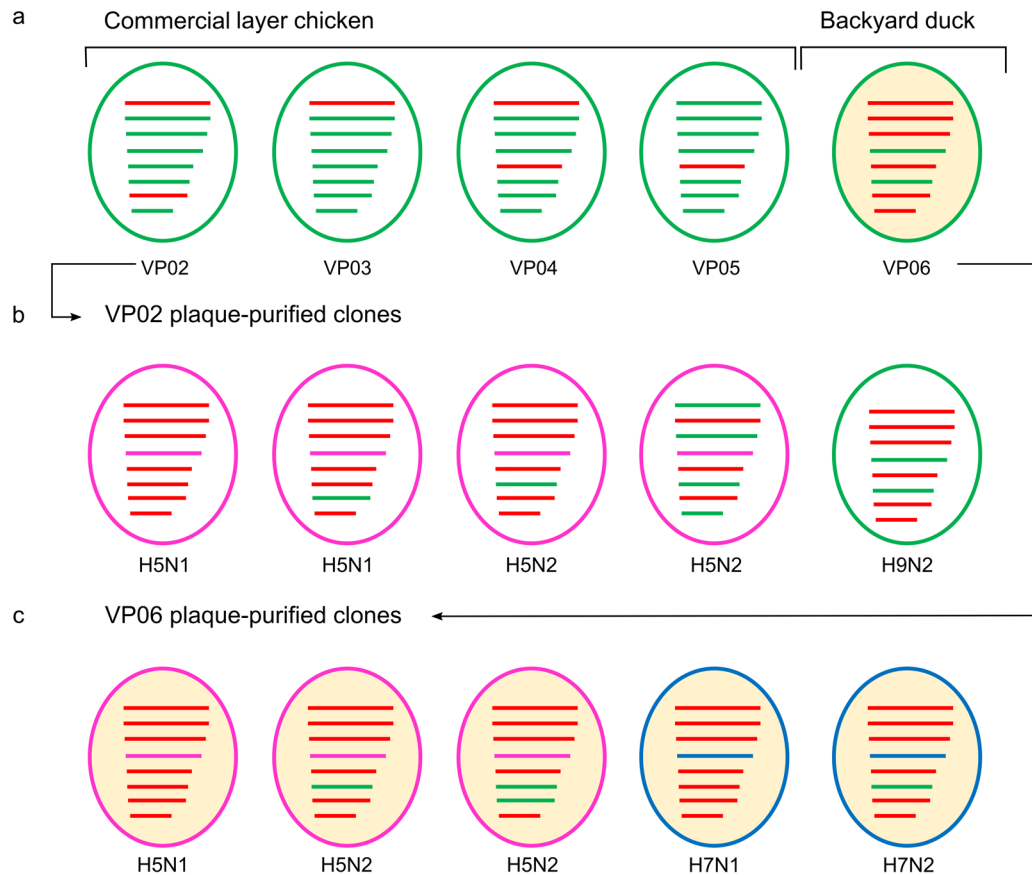 a
Commercial layer chicken
Backyard duck
VP02
VP03
VP04
VP05
VP06
b
VP02 plaque-purified clones
H5N1
H5N1
H5N2
H5N2
H9N2
c
VP06 plaque-purified clones
H5N1
H5N2
H5N2
H7N1
H7N2